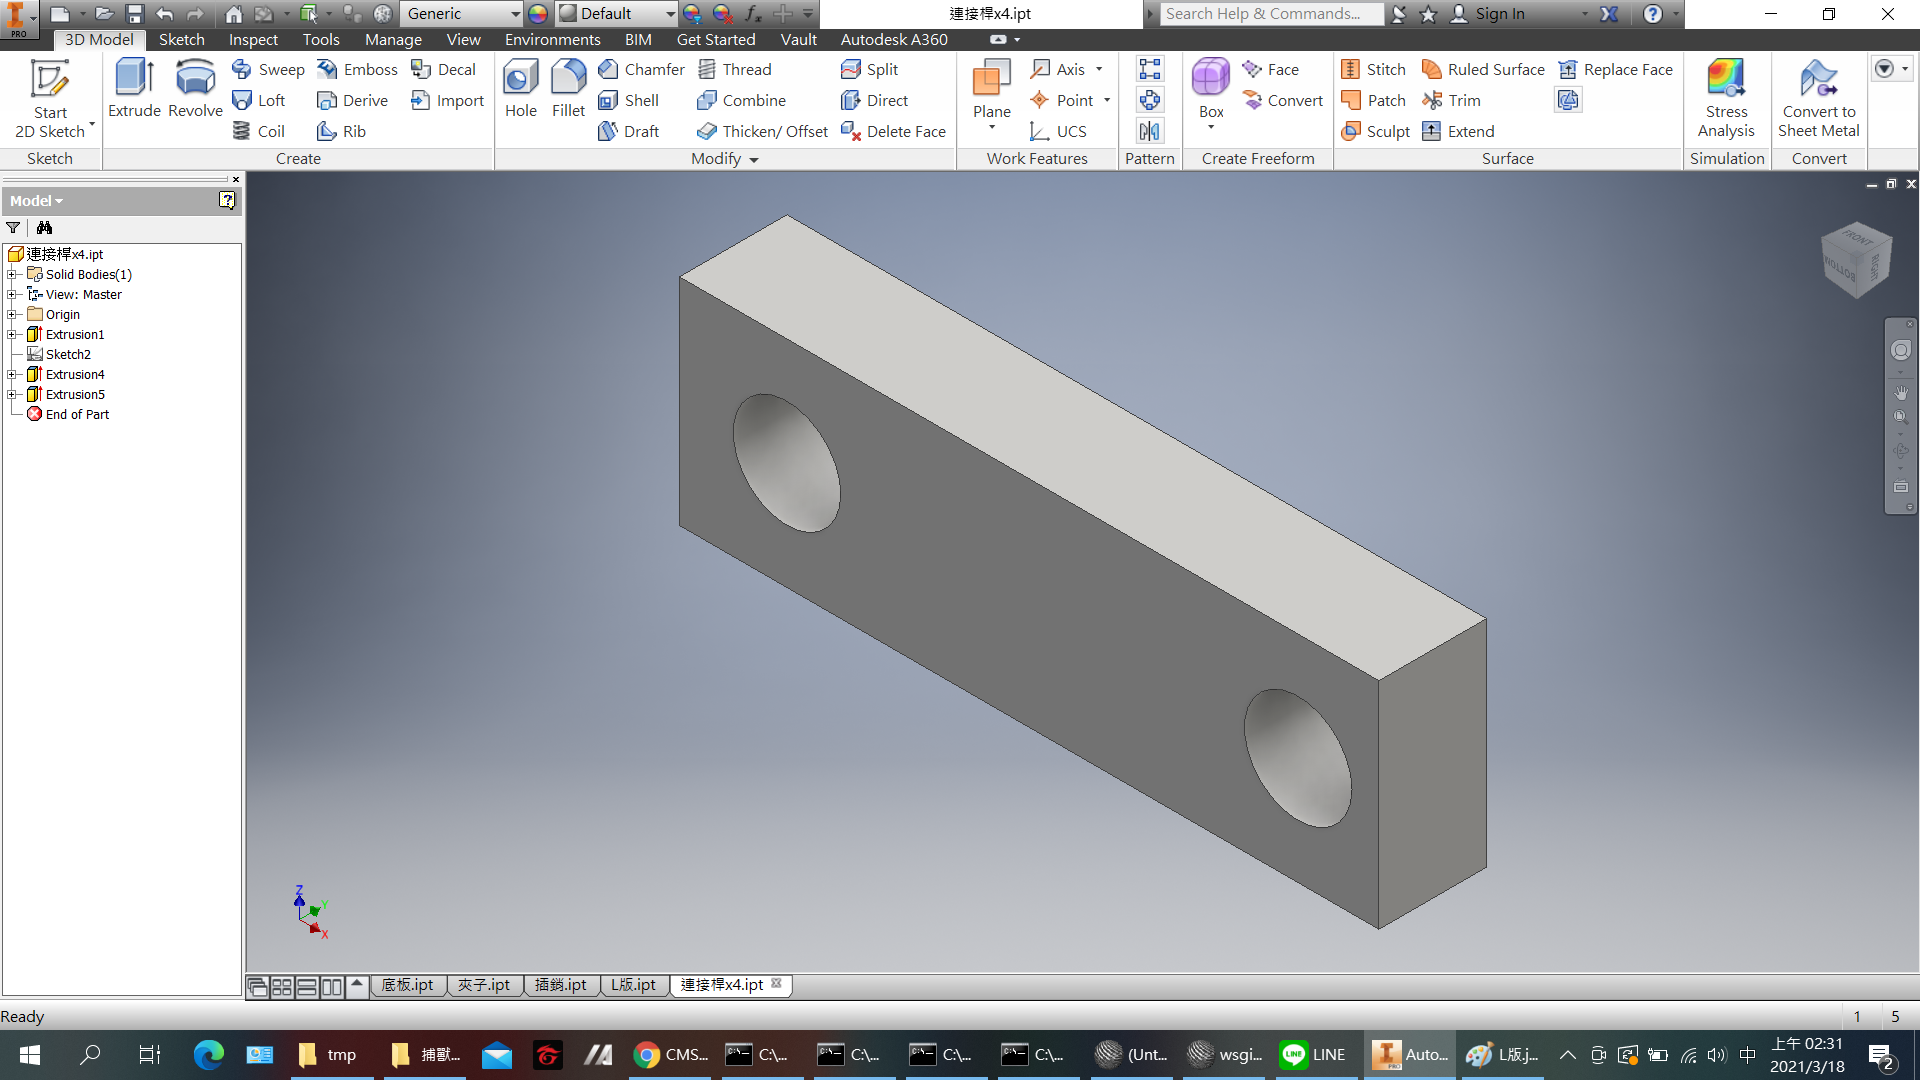 PRO
Generic
Default
連接桿x4.ipt
Search Help & Commands...
Sign In
3D Model
Sketch
Inspect
Tools
Manage
View
Environments
BIM
Get Started
Vault
Autodesk A360
Start
2D Sketch
Extrude
Revolve
Sweep
Loft
Coil
Emboss
Derive
Rib
Decal
Import
Hole
Fillet
Chamfer
Shell
Draft
Thread
Combine
Thicken/ Offset
Split
Direct
Delete Face
Plane
Axis
Point
UCS
Box
Face
Convert
Stitch
Patch
Sculpt
Ruled Surface
Trim
Extend
Replace Face
Stress
Analysis
Convert to
Sheet Metal
Sketch
Create
Modify
Work Features
Pattern
Create Freeform
Surface
Simulation
Convert
Model
連接桿x4.ipt
Solid Bodies(1)
View: Master
Origin
Extrusion1
Sketch2
Extrusion4
Extrusion5
End of Part
FRONT
BOTTOM
RIGHT
Z
Y
X
底板.ipt
夾子.ipt
插銷.ipt
L版.ipt
連接桿x4.ipt
Ready
1
5
tmp
捕獸...
CMS...
C:\...
C:\...
C:\...
C:\...
(Unt...
wsgi...
LINE
Auto...
L版.j...
中
上午 02:31
2021/3/18
2